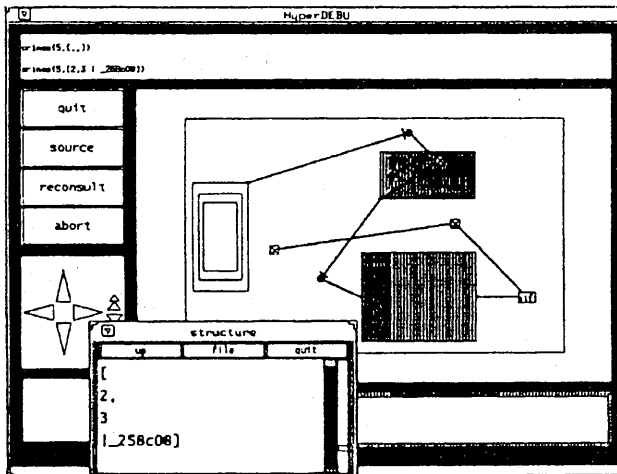 HyperDEBU
primes(5,[_,_])
primes(5,[2,3 | _258c08])
quit
source
reconsult
abort
structure
up
file
quit
[
2,
3
|_258c08]